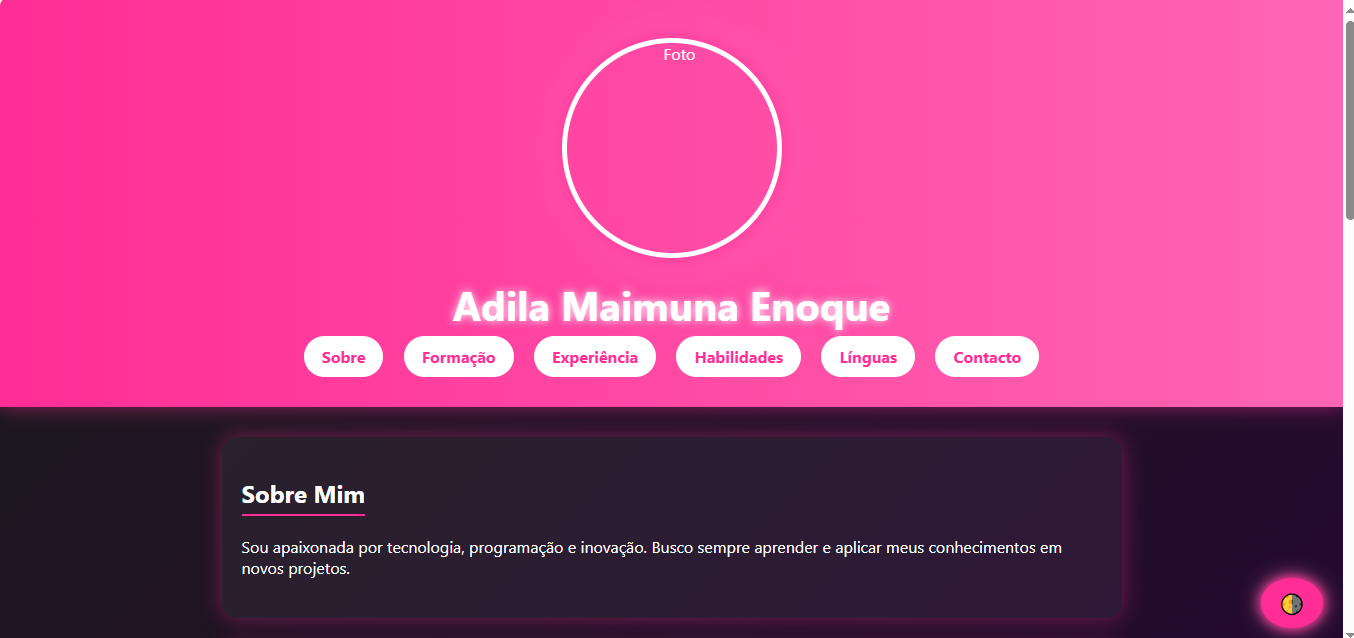 Foto
Adila Maimuna Enoque
Sobre Formação Experiência Habilidades Línguas Contacto
Sobre Mim
Sou apaixonada por tecnologia, programação e inovação. Busco sempre aprender e aplicar meus conhecimentos em
novos projetos.